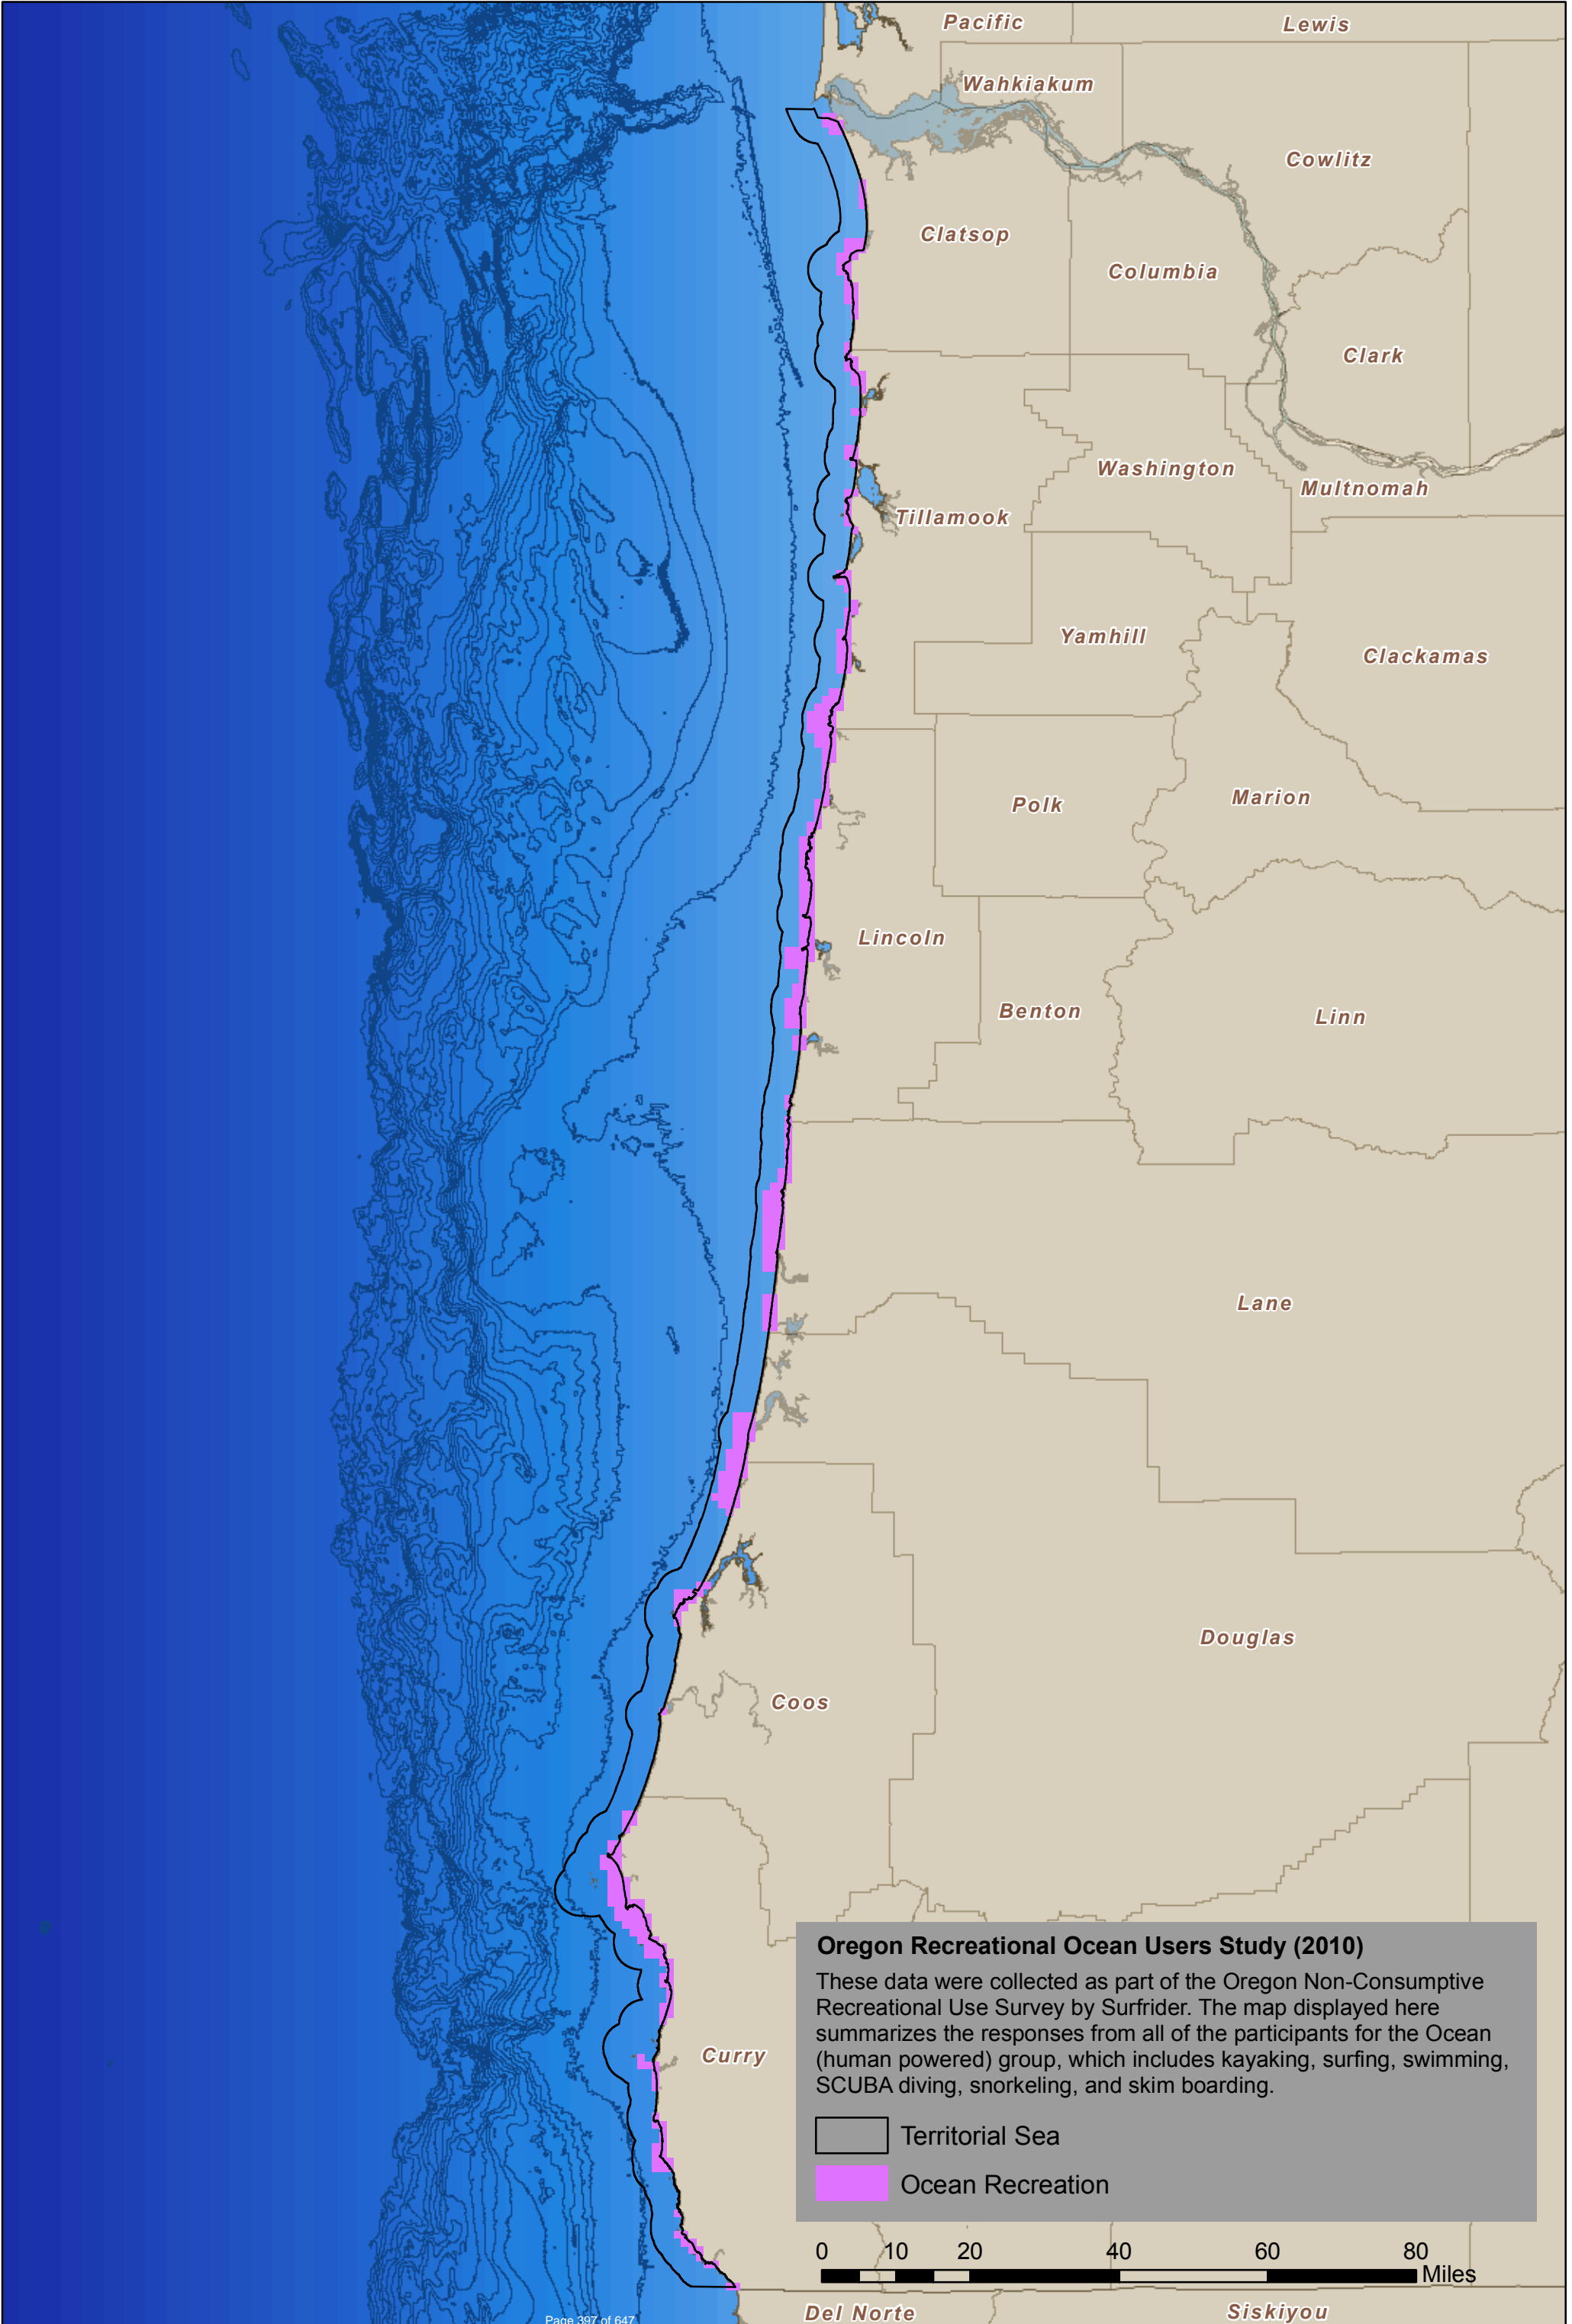 Pacific
Lewis
Wahkiakum
Cowlitz
Clatsop
Columbia
Clark
Washington
Multnomah
Tillamook
Yamhill
Clackamas
Polk
Marion
Lincoln
Benton
Linn
Lane
Douglas
Coos
Curry
Oregon Recreational Ocean Users Study (2010)
These data were collected as part of the Oregon Non-Consumptive
Recreational Use Survey by Surfrider. The map displayed here
summarizes the responses from all of the participants for the Ocean
(human powered) group, which includes kayaking, surfing, swimming,
SCUBA diving, snorkeling, and skim boarding.
Territorial Sea
Ocean Recreation
0 10 20 40 60 80
Miles
Del Norte
Siskiyou
Page 397 of 647